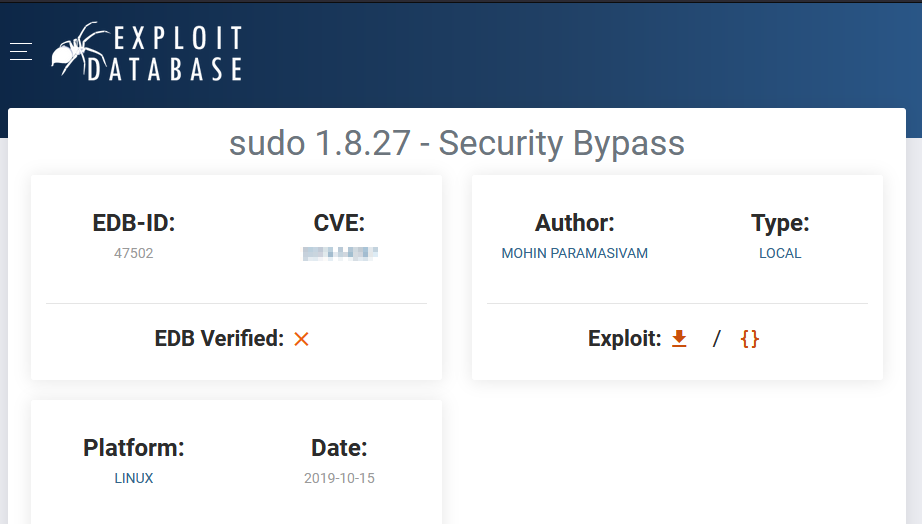 EXPLOIT
DATABASE
sudo 1.8.27 - Security Bypass
EDB-ID:
47502
CVE:
Author:
MOHIN PARAMASIVAM
Type:
LOCAL
EDB Verified:
Exploit: / {}
Platform:
LINUX
Date:
2019-10-15